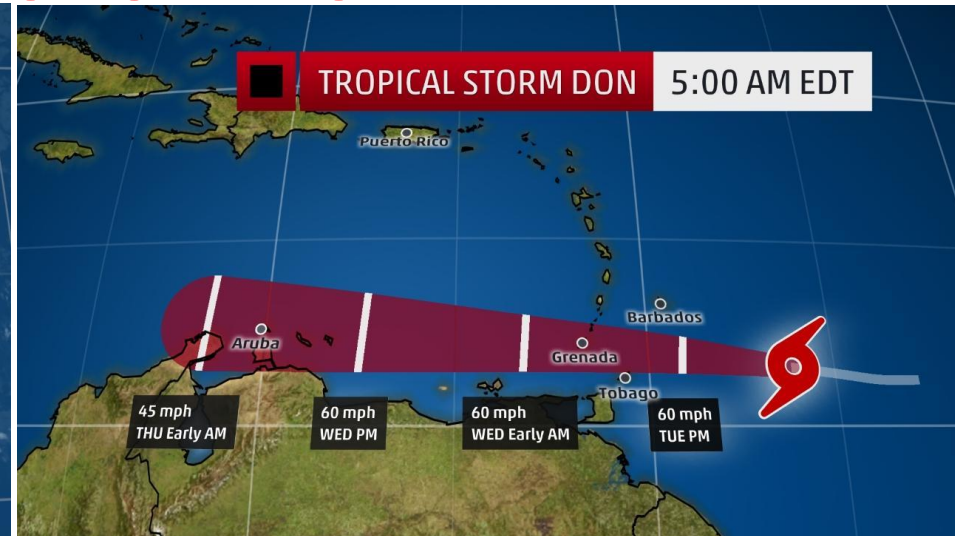 TROPICAL STORM DON
5:00 AM EDT
Puerto Rico
Barbados
Aruba
Grenada
Tobago
45 mph
THU Early AM
60 mph
WED PM
60 mph
WED Early AM
60 mph
TUE PM